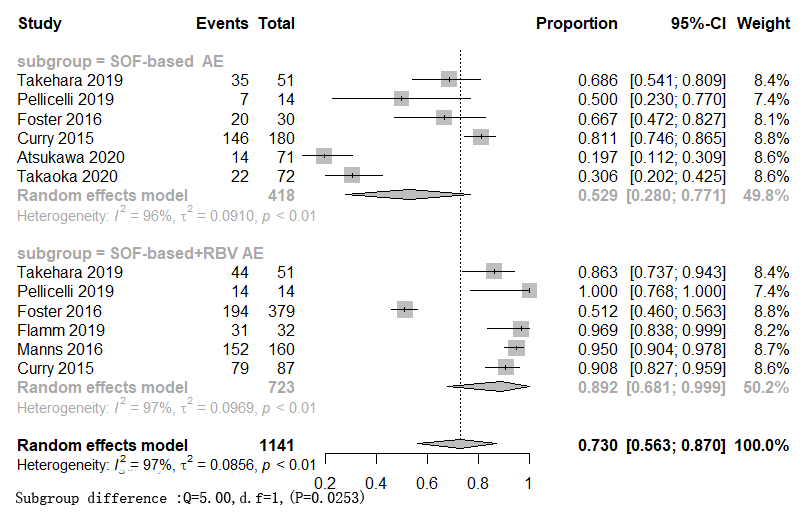 Study Events Total Proportion 95%-CI Weight
subgroup = SOF-based AE
Takehara 2019 35 51 0.686 [0.541; 0.809] 8.4%
Pellicelli 2019 7 14 0.500 [0.230; 0.770] 7.4%
Foster 2016 20 30 0.667 [0.472; 0.827] 8.1%
Curry 2015 146 180 0.811 [0.746; 0.865] 8.8%
Atsukawa 2020 14 71 0.197 [0.112; 0.309] 8.6%
Takaoka 2020 22 72 0.306 [0.202; 0.425] 8.6%
Random effects model 418 0.529 [0.280; 0.771] 49.8%
Heterogeneity: I² = 96%, τ² = 0.0910, p < 0.01
subgroup = SOF-based+RBV AE
Takehara 2019 44 51 0.863 [0.737; 0.943] 8.4%
Pellicelli 2019 14 14 1.000 [0.768; 1.000] 7.4%
Foster 2016 194 379 0.512 [0.460; 0.563] 8.8%
Flamm 2019 31 32 0.969 [0.838; 0.999] 8.2%
Manns 2016 152 160 0.950 [0.904; 0.978] 8.7%
Curry 2015 79 87 0.908 [0.827; 0.959] 8.6%
Random effects model 723 0.892 [0.681; 0.999] 50.2%
Heterogeneity: I² = 97%, τ² = 0.0969, p < 0.01
Random effects model 1141 0.730 [0.563; 0.870] 100.0%
Heterogeneity: I² = 97%, τ² = 0.0856, p < 0.01
0.2 0.4 0.6 0.8 1
Subgroup difference :Q=5.00,d.f=1,(P=0.0253)